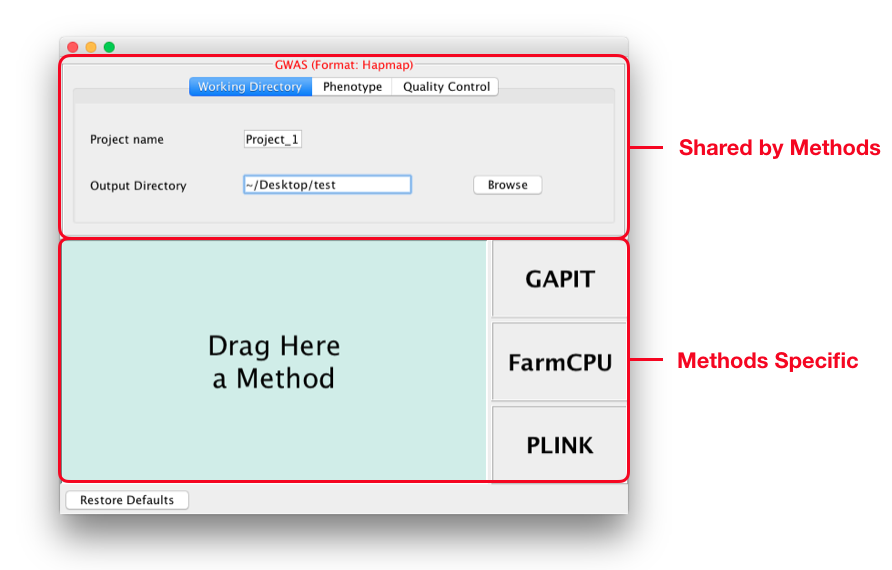 GWAS (Format: Hapmap)
Working Directory Phenotype Quality Control
Project name Project_1
Shared by Methods
Output Directory ~/Desktop/test Browse
GAPIT
Drag Here
a Method
FarmCPU
Methods Specific
PLINK
Restore Defaults